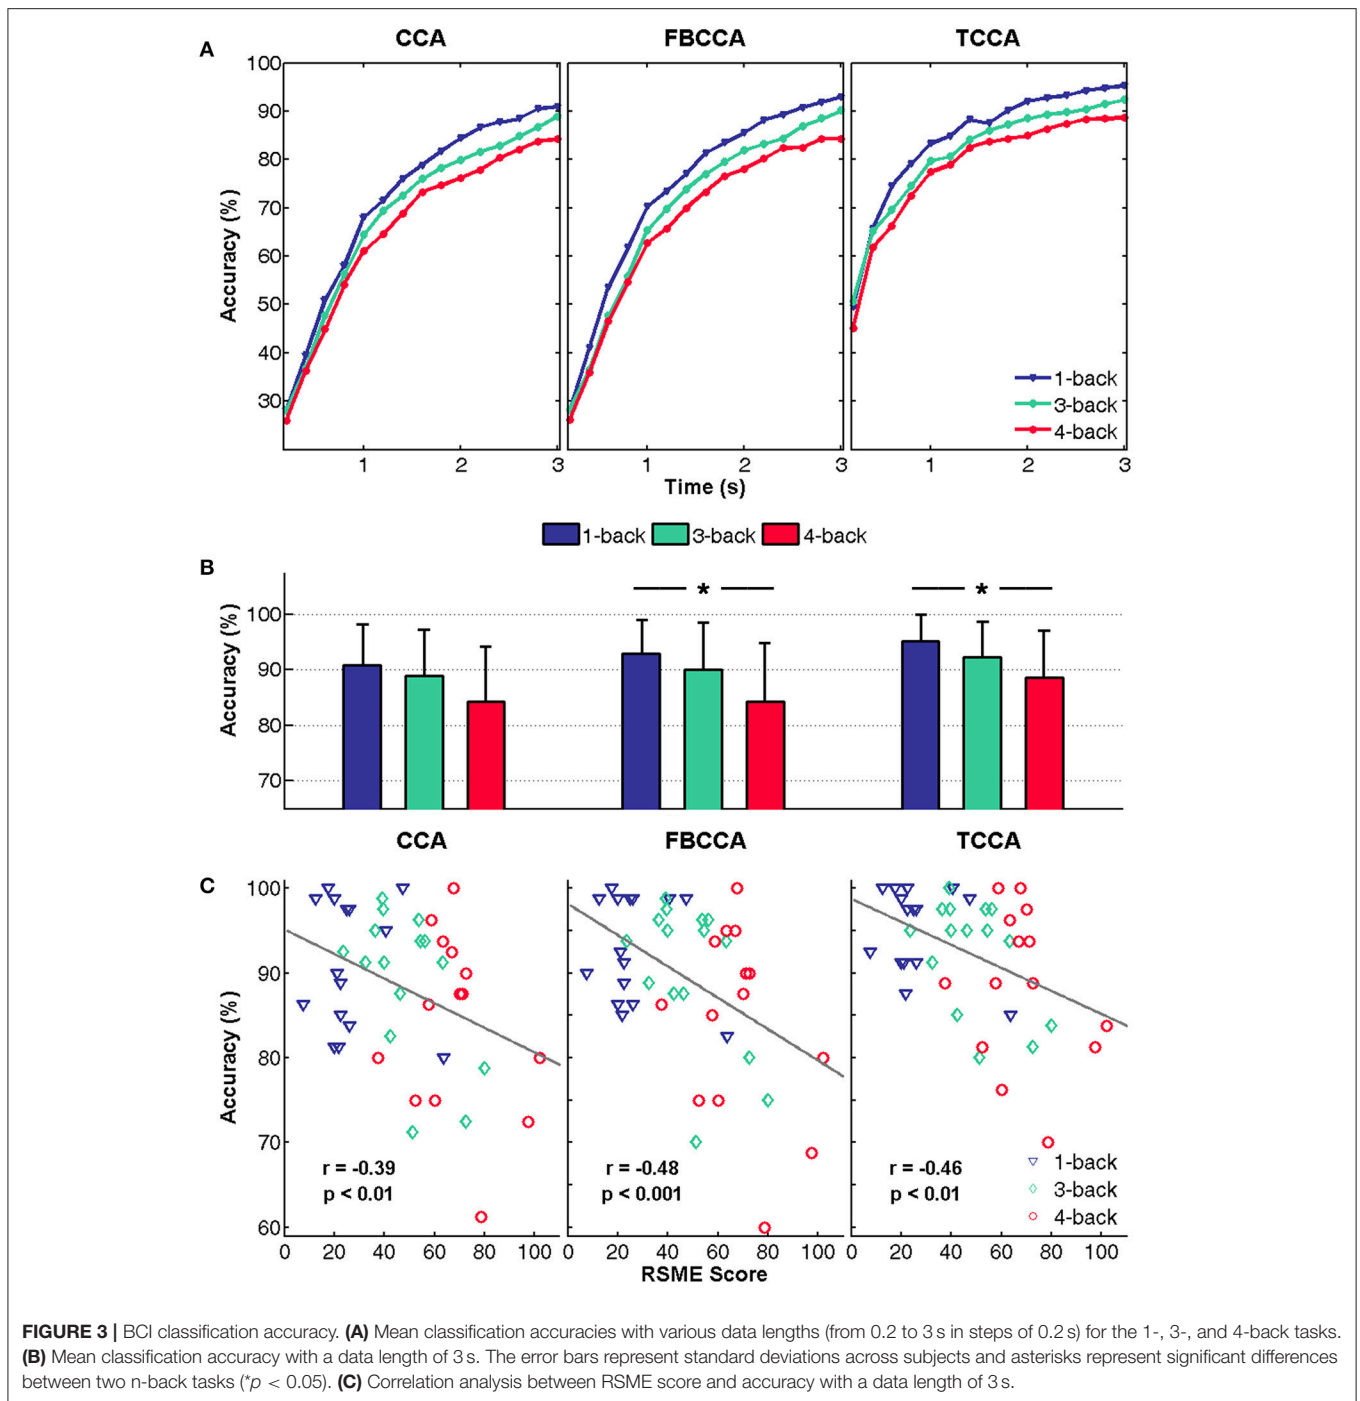 A
CCA FBCCA TCCA
Accuracy (%)
100
90
80
70
60
50
40
30
1 2 3 1 2 3 1 2 3
Time (s)
1-back
3-back
4-back
1-back 3-back 4-back
B
Accuracy (%)
100
90
80
70
* *
CCA FBCCA TCCA
C
Accuracy (%)
100
90
80
70
60
r = -0.39
p < 0.01
r = -0.48
p < 0.001
r = -0.46
p < 0.01
1-back
3-back
4-back
0 20 40 60 80 100 0 20 40 60 80 100 0 20 40 60 80 100
RSME Score
FIGURE 3 | BCI classification accuracy. (A) Mean classification accuracies with various data lengths (from 0.2 to 3 s in steps of 0.2 s) for the 1-, 3-, and 4-back tasks.
(B) Mean classification accuracy with a data length of 3 s. The error bars represent standard deviations across subjects and asterisks represent significant differences
between two n-back tasks (*p < 0.05). (C) Correlation analysis between RSME score and accuracy with a data length of 3 s.